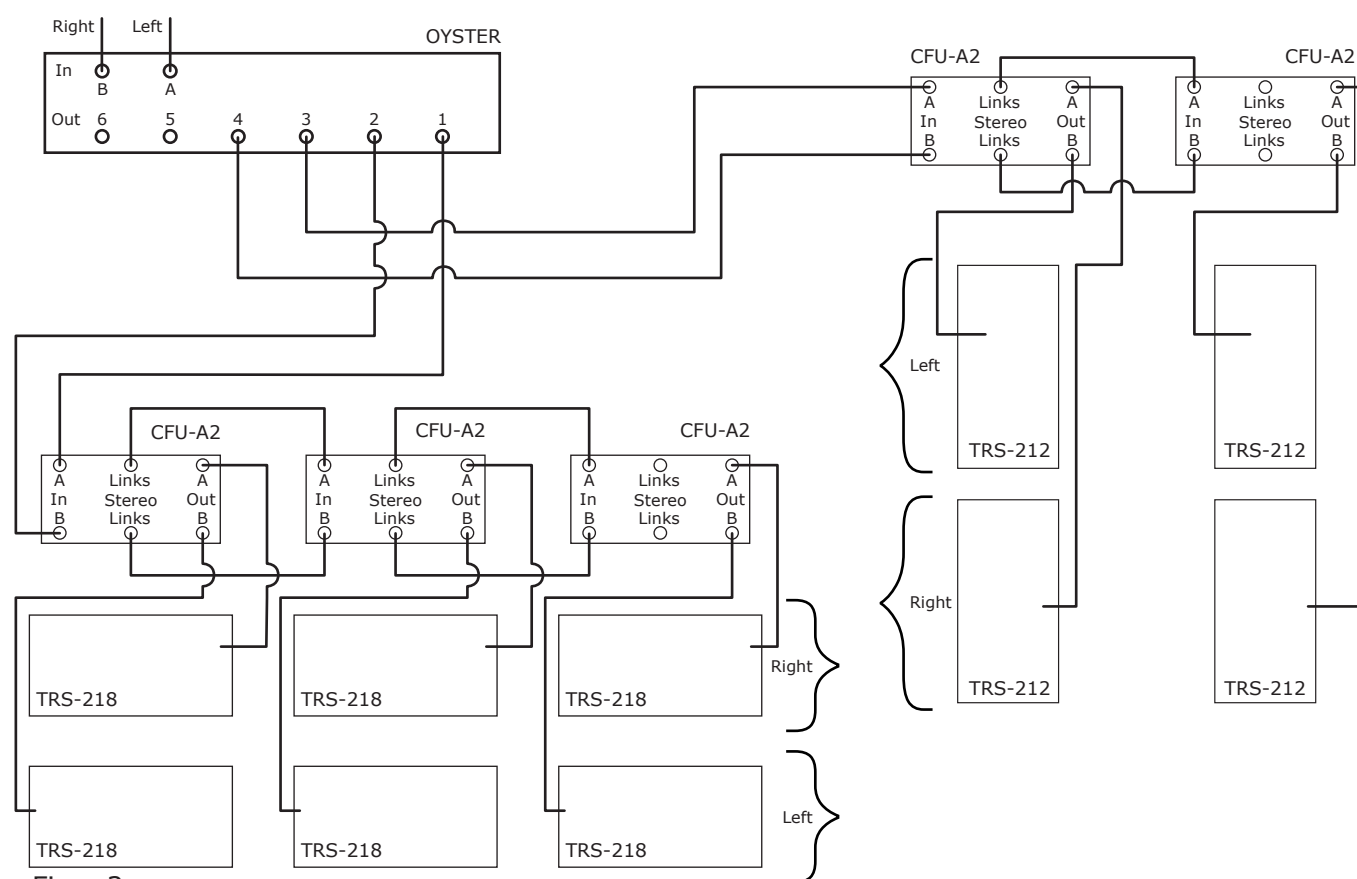 Right Left
OYSTER
In B A
Out 6 5 4 3 2 1
CFU-A2
A Links A
In Stereo Out
B Links B
CFU-A2
A Links A
In Stereo Out
B Links B
Left
TRS-212
TRS-212
Right
TRS-212
TRS-212
CFU-A2
A Links A
In Stereo Out
B Links B
CFU-A2
A Links A
In Stereo Out
B Links B
CFU-A2
A Links A
In Stereo Out
B Links B
TRS-218
TRS-218
TRS-218
Right
TRS-218
TRS-218
TRS-218
Left